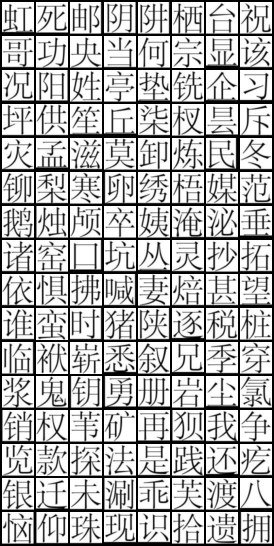 虹死邮阴阱栖台祝
哥功央当何宗显该
况阳姓亭垫铣企习
坪供笙丘柒杈昙斥
灾孟滋莫卸炼民冬
铆梨寒卵绣梧媒范
鹅烛颅卒姨淹泌垂
诸窑口坑丛灵抄拓
依惧拂喊妻焙甚望
谁蛮时猪陕逐税桩
临袱崭悉叙兄季穿
浆鬼钥勇册岩尘氯
销权苇矿再狈我争
览款探法是践还疙
银迁未涮乖芙渡八
恼仰珠现识拾遗拥